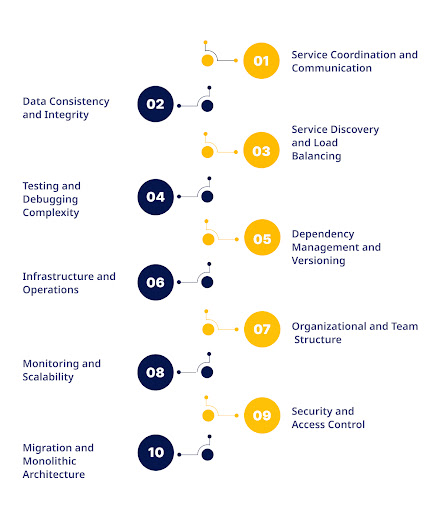 01
Service Coordination and
Communication
02
Data Consistency
and Integrity
03
Service Discovery
and Load
Balancing
04
Testing and
Debugging
Complexity
05
Dependency
Management and
Versioning
06
Infrastructure and
Operations
07
Organizational and Team
Structure
08
Monitoring and
Scalability
09
Security and
Access Control
10
Migration and
Monolithic
Architecture